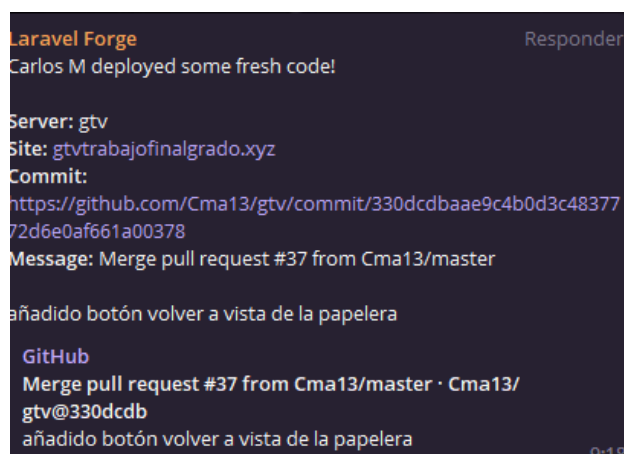 Laravel Forge Responder
Carlos M deployed some fresh code!
Server: gtv
Site: gtvtrabajofinalgrado.xyz
Commit:
https://github.com/Cma13/gtv/commit/330dcdbaae9c4b0d3c48377
72d6e0af661a00378
Message: Merge pull request #37 from Cma13/master
añadido botón volver a vista de la papelera
GitHub
Merge pull request #37 from Cma13/master · Cma13/
gtv@330dcdb
añadido botón volver a vista de la papelera